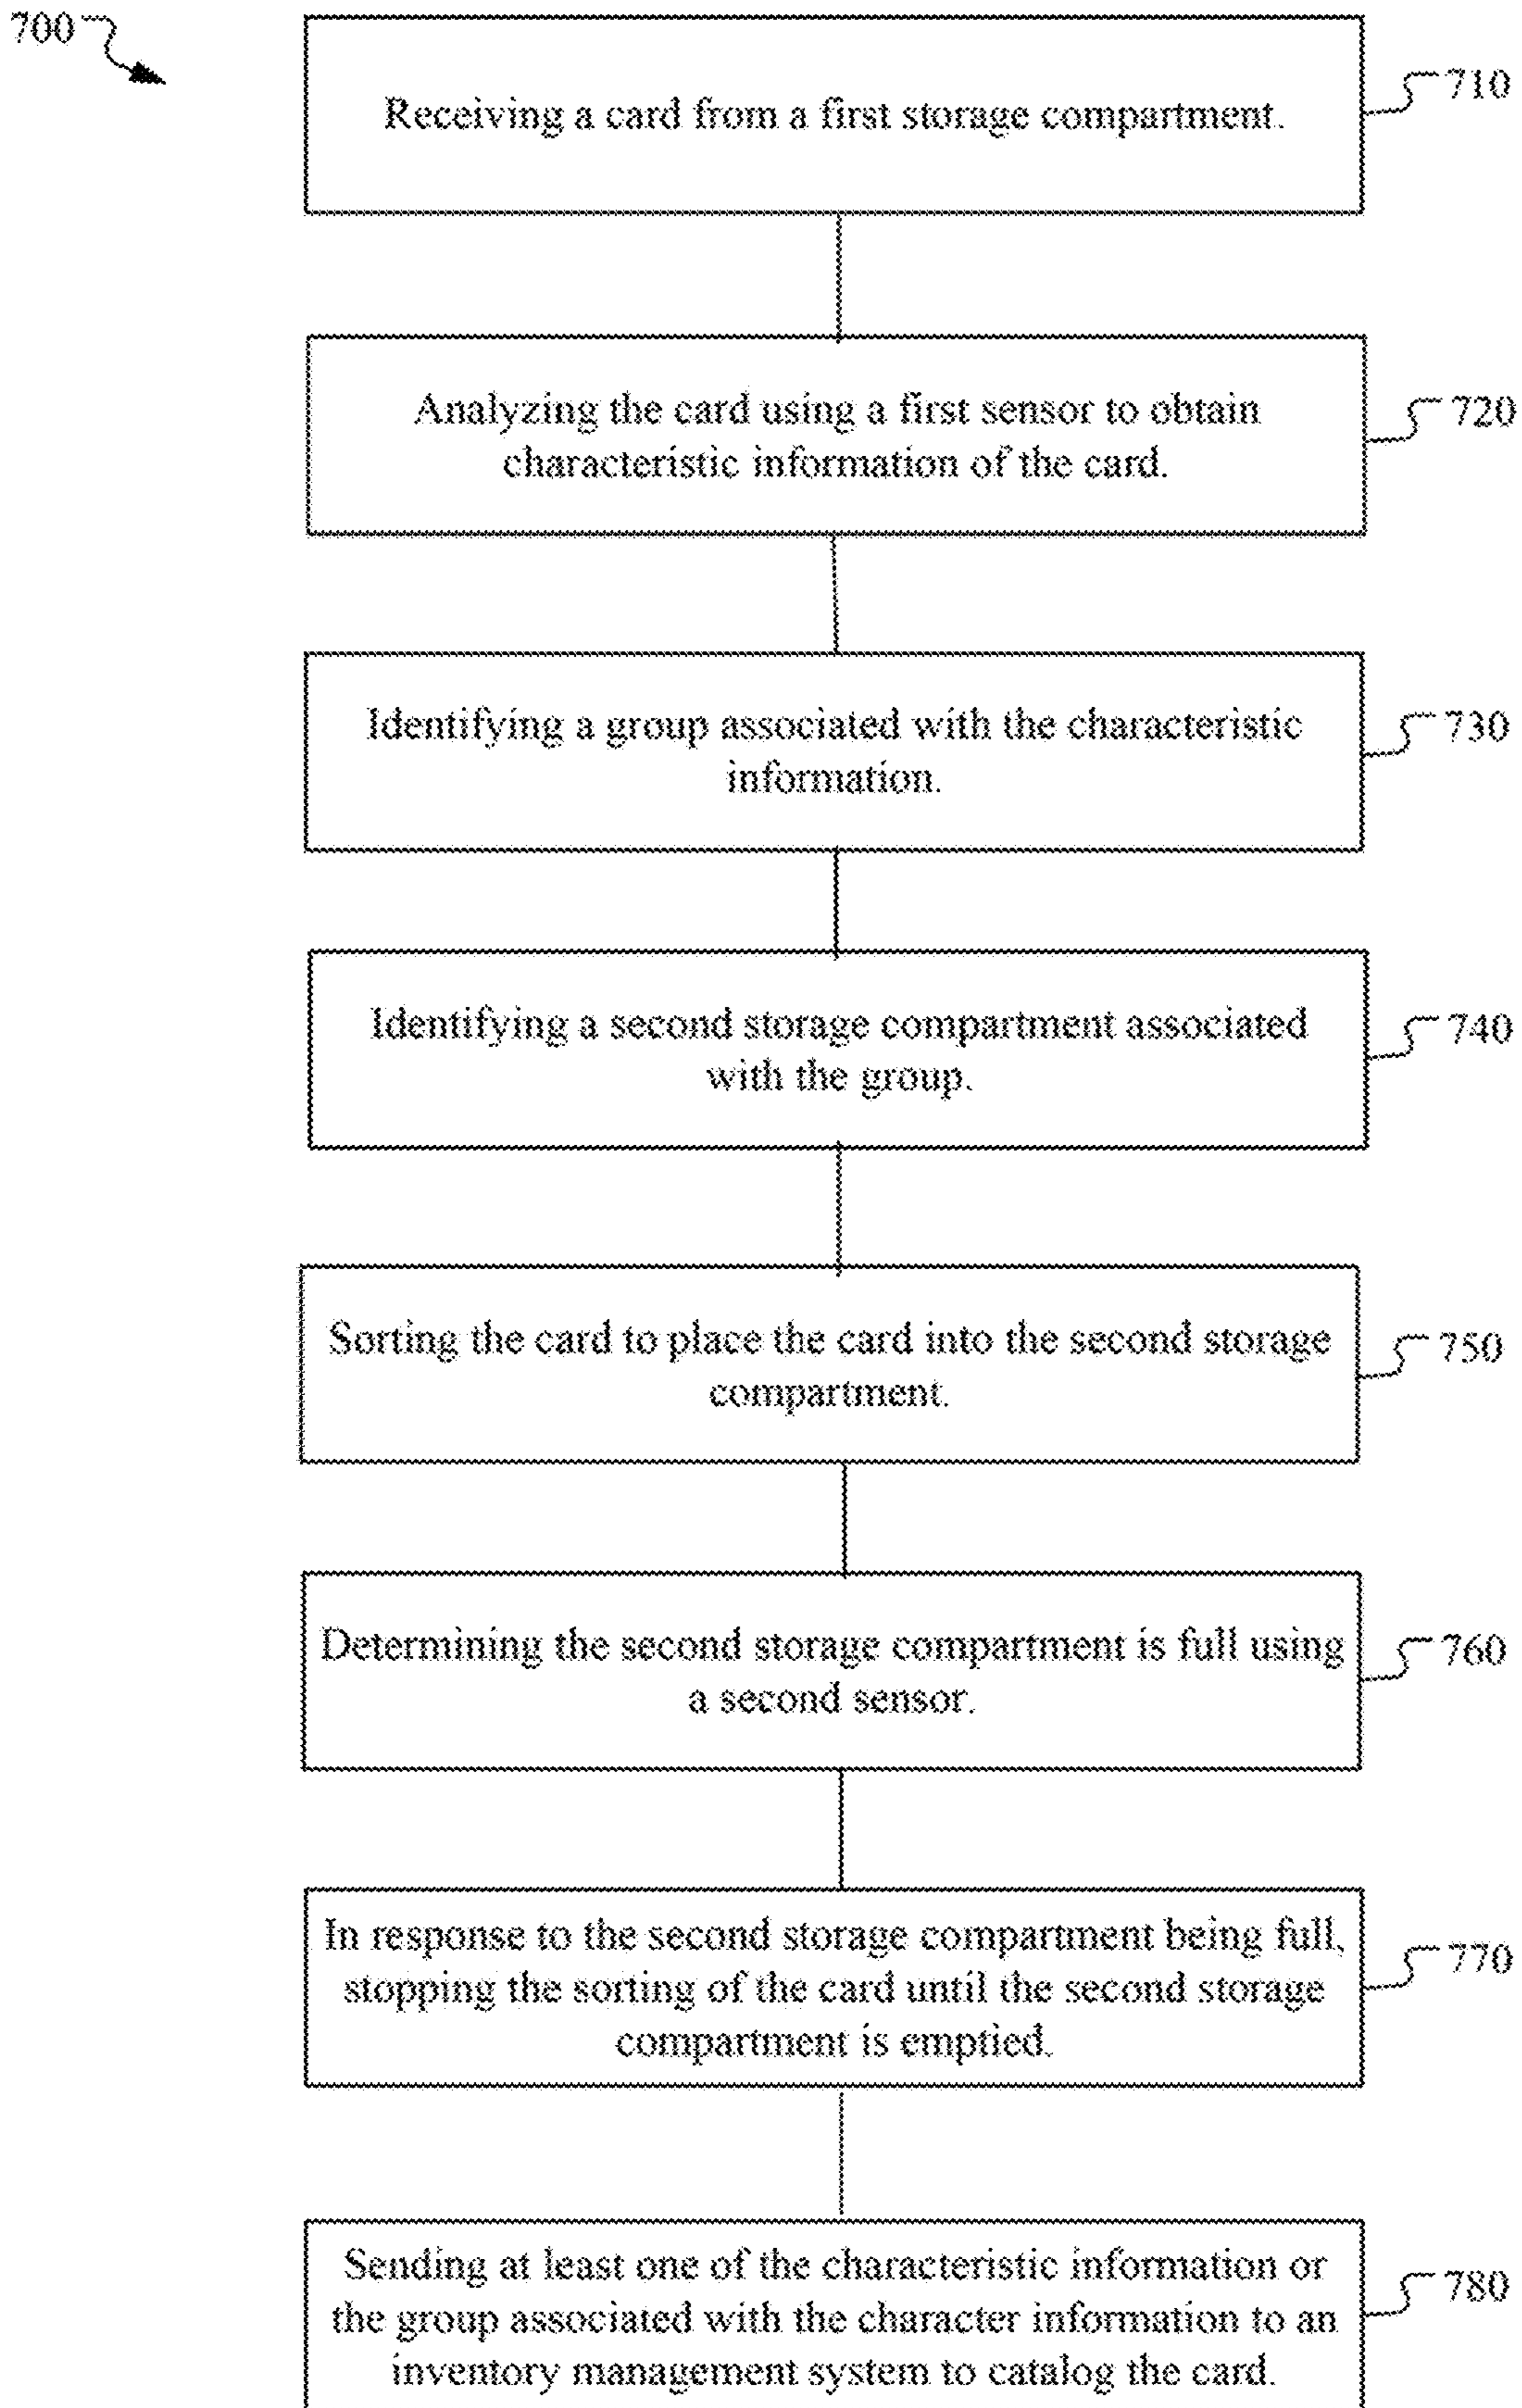 700
Receiving a card from a first storage compartment.
710
Analyzing the card using a first sensor to obtain
characteristic information of the card.
720
Identifying a group associated with the characteristic
information.
730
Identifying a second storage compartment associated
with the group.
740
Sorting the card to place the card into the second storage
compartment.
750
Determining the second storage compartment is full using
a second sensor.
760
In response to the second storage compartment being full,
stopping the sorting of the card until the second storage
compartment is emptied.
770
Sending at least one of the characteristic information or
the group associated with the character information to an
inventory management system to catalog the card.
780